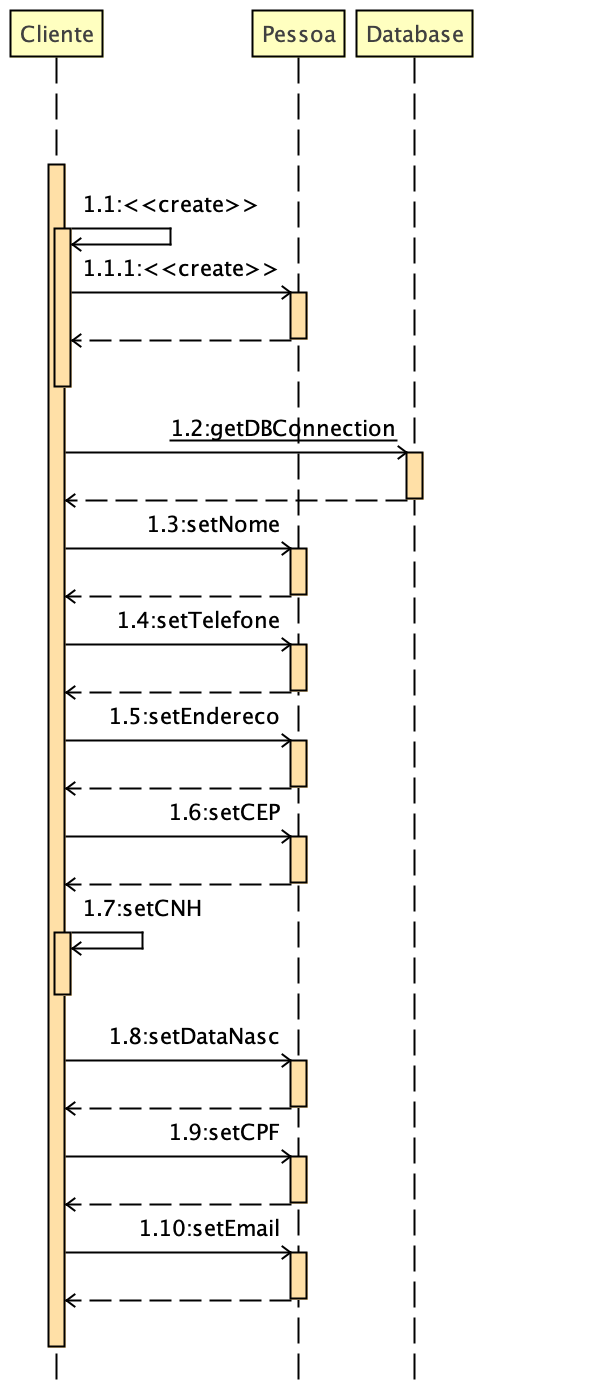 Cliente
Pessoa
Database
1.1:<<create>>
1.1.1:<<create>>
1.2:getDBConnection
1.3:setNome
1.4:setTelefone
1.5:setEndereco
1.6:setCEP
1.7:setCNH
1.8:setDataNasc
1.9:setCPF
1.10:setEmail